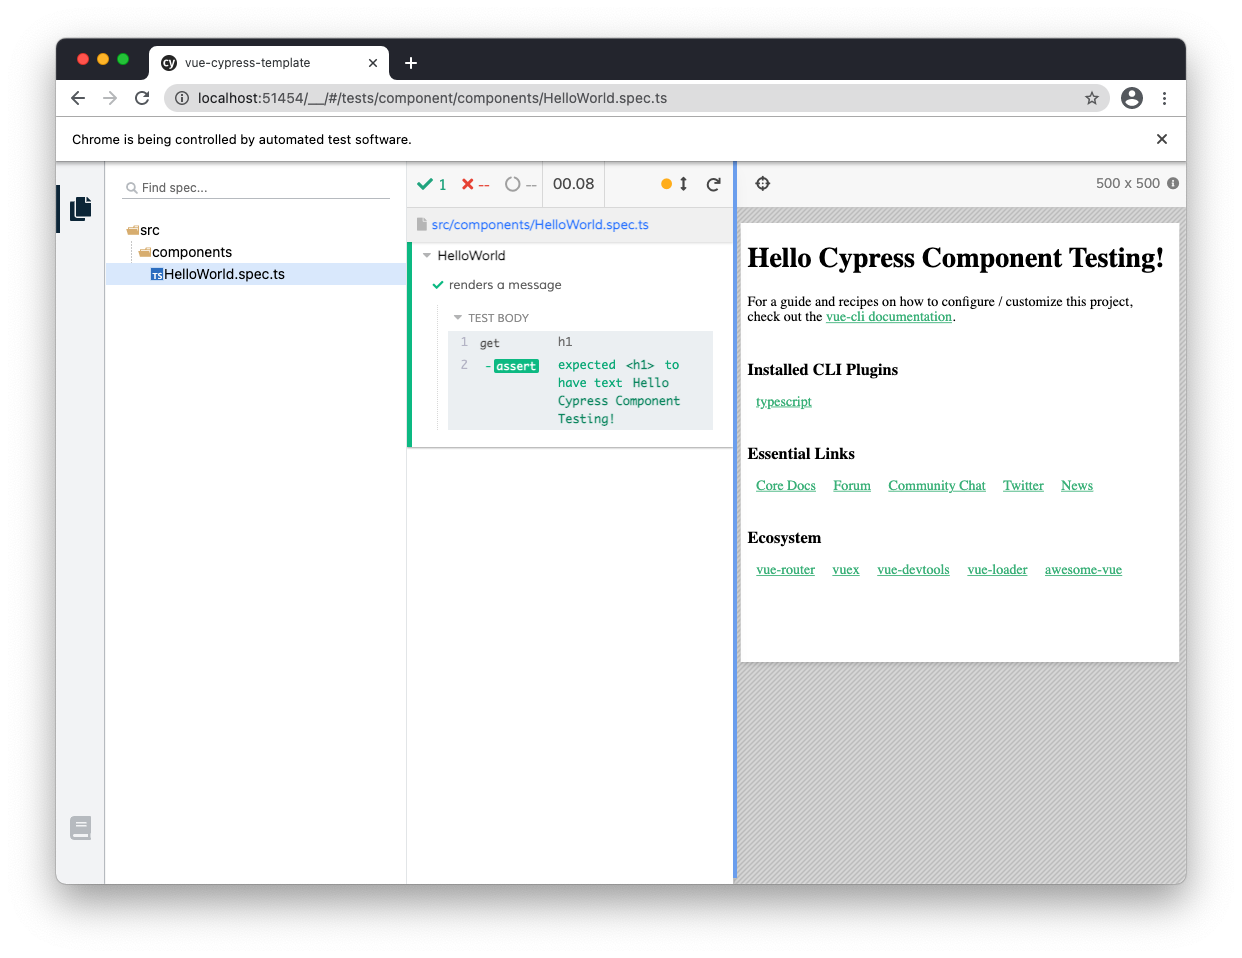 cy vue-cypress-template
localhost:51454/__/#/tests/component/components/HelloWorld.spec.ts
Chrome is being controlled by automated test software.
Find spec...
src
components
TS HelloWorld.spec.ts
1 -- -- 00.08
src/components/HelloWorld.spec.ts
HelloWorld
renders a message
TEST BODY
1 get h1
2 -assert expected <h1> to
have text Hello
Cypress Component
Testing!
500 x 500
Hello Cypress Component Testing!
For a guide and recipes on how to configure / customize this project,
check out the vue-cli documentation.
Installed CLI Plugins
typescript
Essential Links
Core Docs Forum Community Chat Twitter News
Ecosystem
vue-router vuex vue-devtools vue-loader awesome-vue